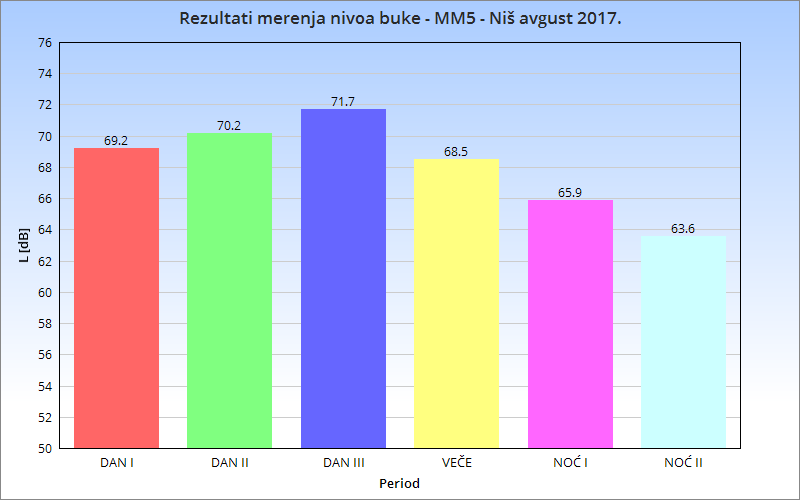 Rezultati merenja nivoa buke - MM5 - Niš avgust 2017.
76
74
72
70
68
66
64
62
60
58
56
54
52
50
L [dB]
69.2
70.2
71.7
68.5
65.9
63.6
DAN I
DAN II
DAN III
VEČE
NOĆ I
NOĆ II
Period